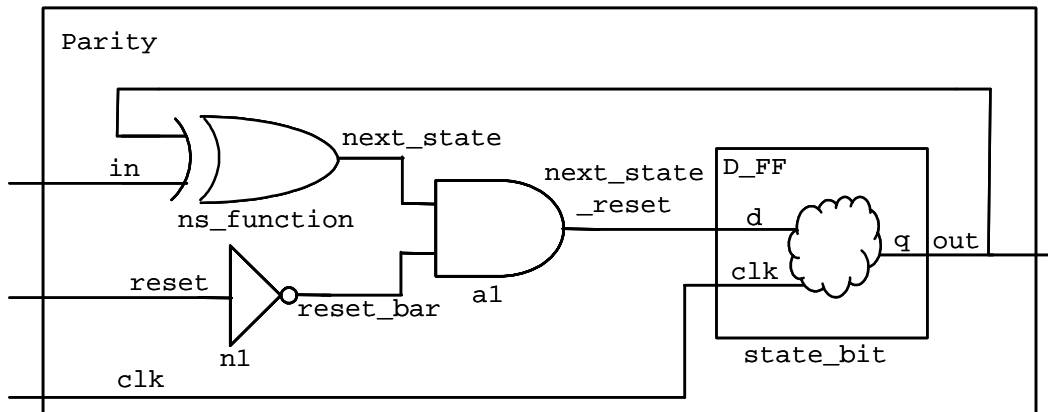 Parity
next_state
in
next_state
_reset
D_FF
ns_function
d
q
out
clk
reset
reset_bar
a1
n1
state_bit
clk